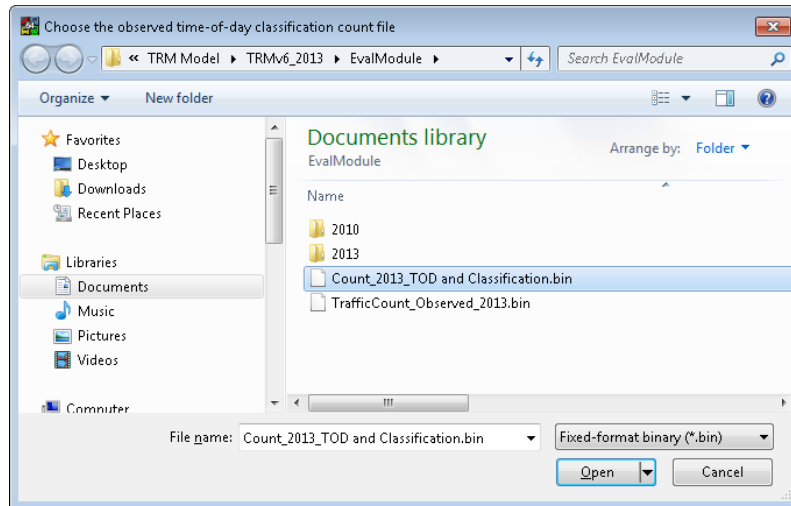 Choose the observed time-of-day classification count file
« TRM Model TRMv6_2013 EvalModule
Search EvalModule
Organize New folder
Favorites
Desktop
Downloads
Recent Places
Libraries
Documents
Music
Pictures
Videos
Computer
Documents library
EvalModule
Arrange by: Folder
Name
2010
2013
Count_2013_TOD and Classification.bin
TrafficCount_Observed_2013.bin
File name: Count_2013_TOD and Classification.bin
Fixed-format binary (*.bin)
Open Cancel